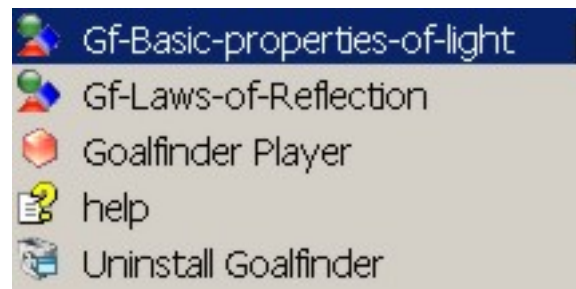 Gf-Basic-properties-of-light
Gf-Laws-of-Reflection
Goalfinder Player
help
Uninstall Goalfinder